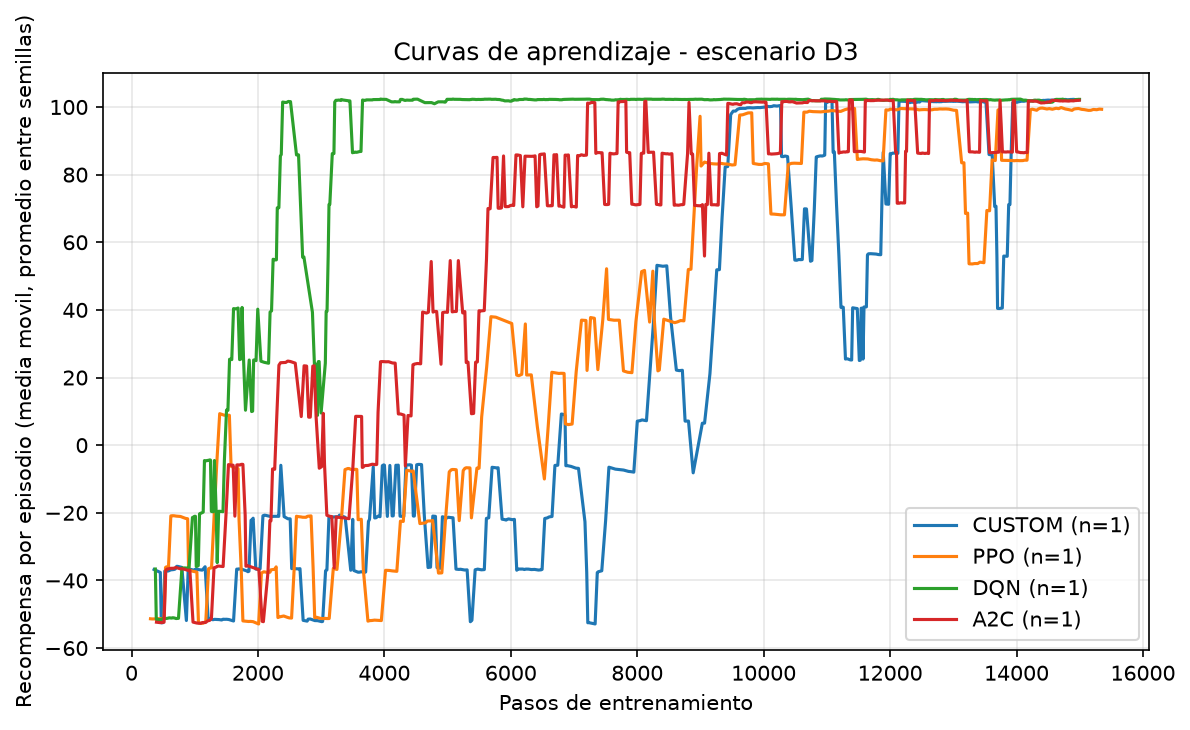 Curvas de aprendizaje - escenario D3
Recompensa por episodio (media movil, promedio entre semillas)
100
80
60
40
20
0
−20
−40
−60
CUSTOM (n=1)
PPO (n=1)
DQN (n=1)
A2C (n=1)
0 2000 4000 6000 8000 10000 12000 14000 16000
Pasos de entrenamiento